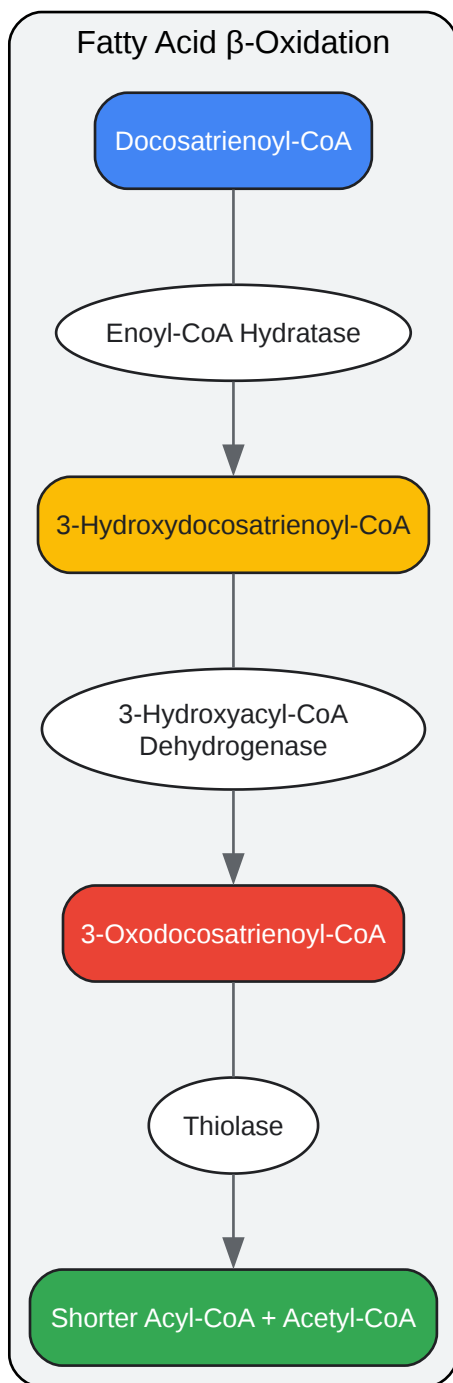 Fatty Acid β-Oxidation
Docosatrienoyl-CoA
Enoyl-CoA Hydratase
3-Hydroxydocosatrienoyl-CoA
3-Hydroxyacyl-CoA
Dehydrogenase
3-Oxodocosatrienoyl-CoA
Thiolase
Shorter Acyl-CoA + Acetyl-CoA